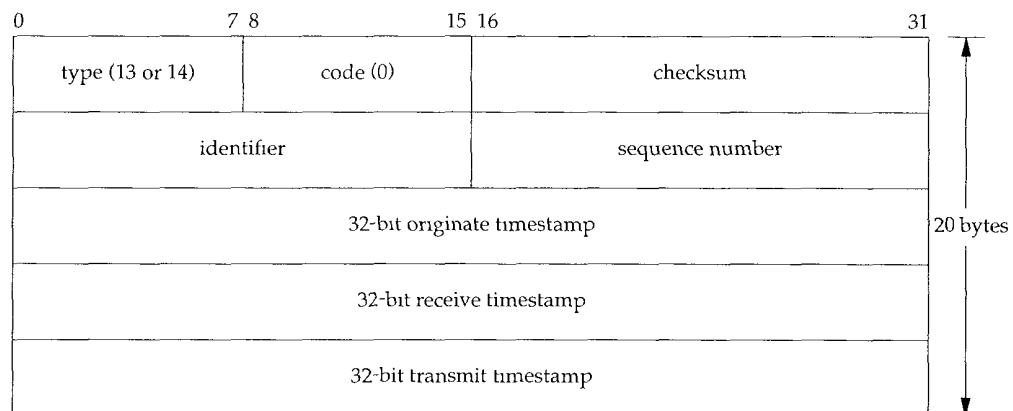 0 7 8 15 16 31
type (13 or 14) code (0) checksum
identifier sequence number
32-bit originate timestamp
20 bytes
32-bit receive timestamp
32-bit transmit timestamp